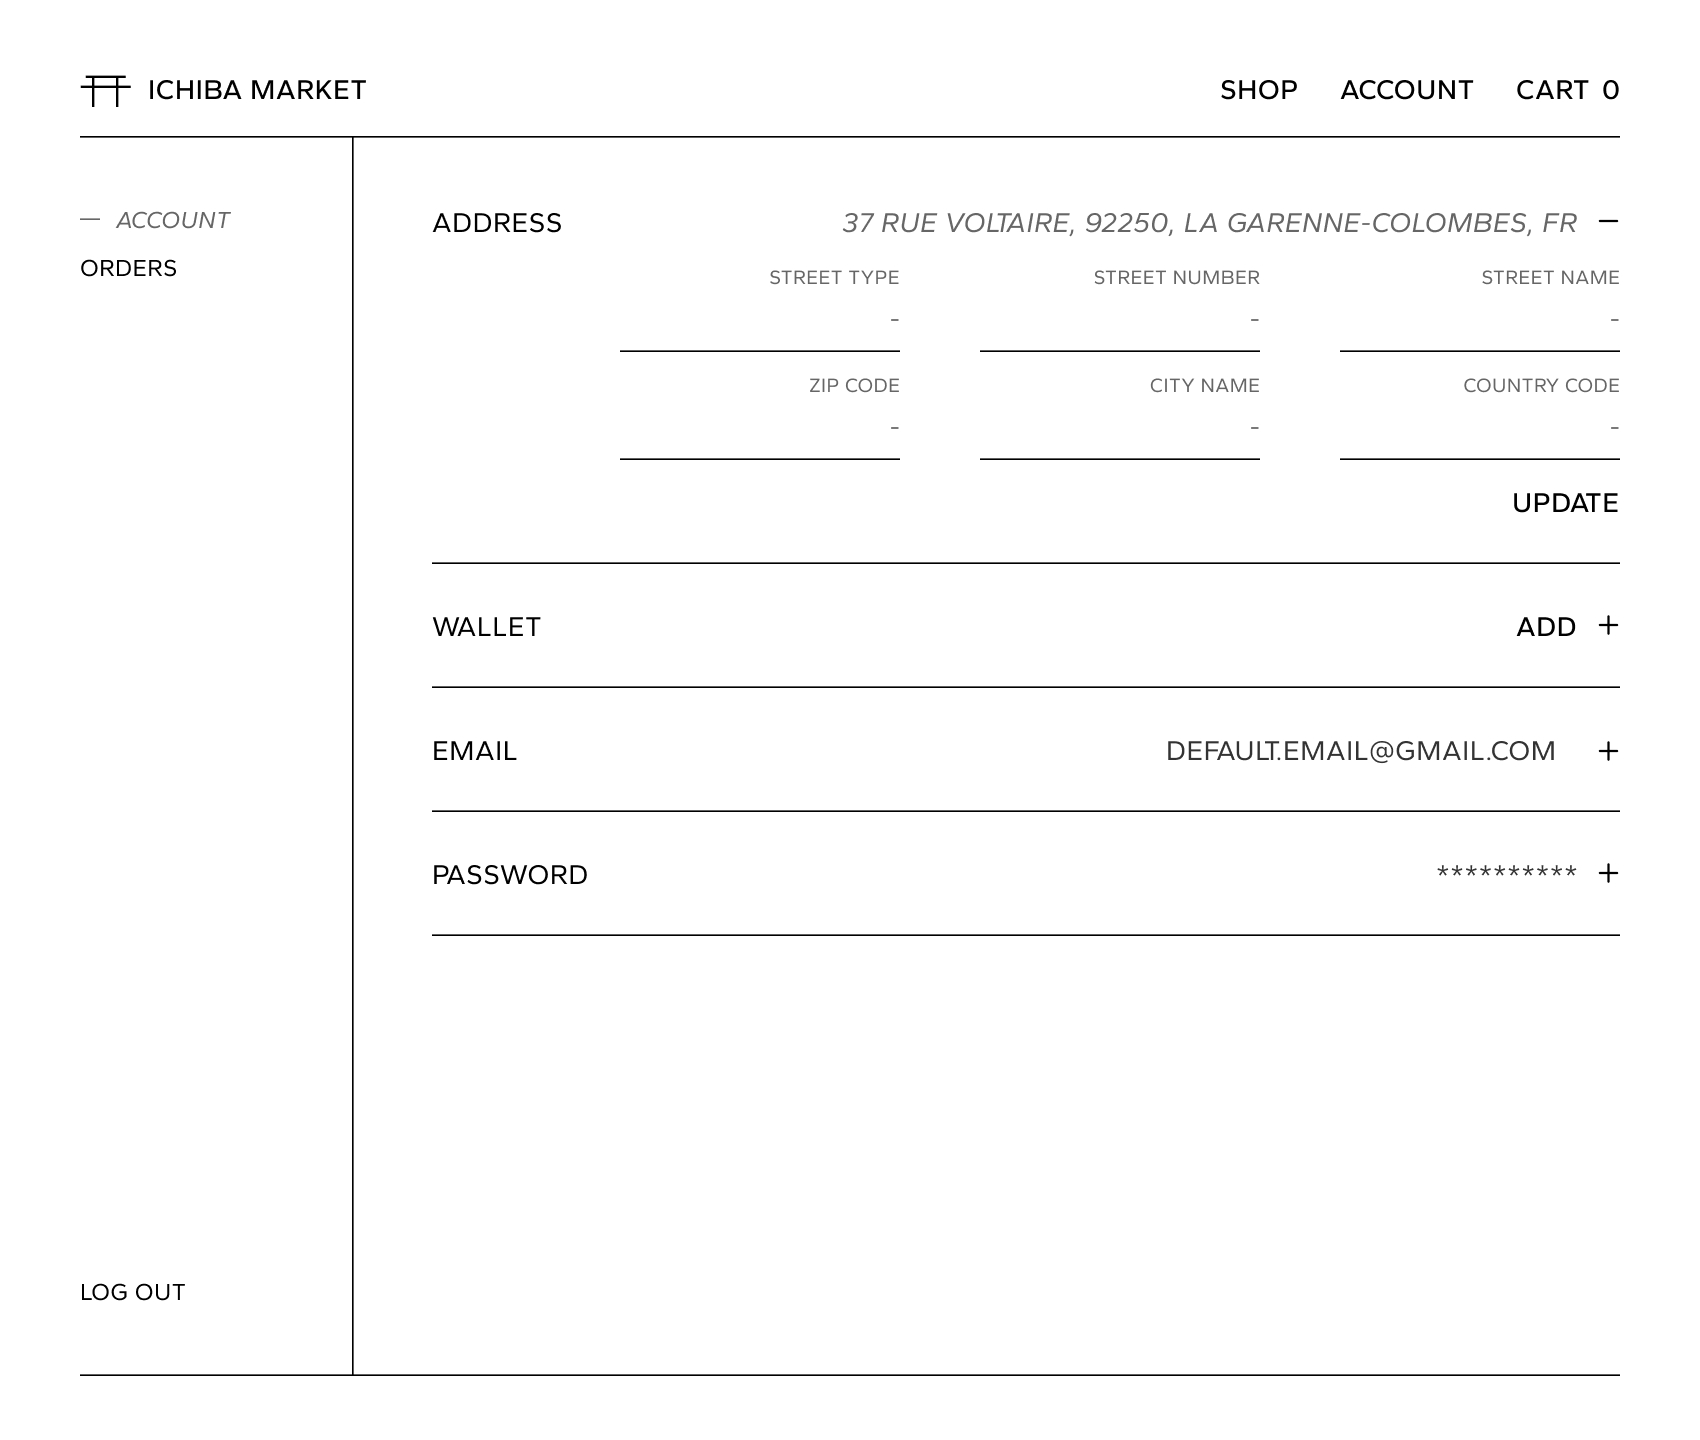 ICHIBA MARKET
SHOP ACCOUNT CART 0
— ACCOUNT
ORDERS
ADDRESS 37 RUE VOLTAIRE, 92250, LA GARENNE-COLOMBES, FR —
STREET TYPE STREET NUMBER STREET NAME
- - -
ZIP CODE CITY NAME COUNTRY CODE
- - -
UPDATE
WALLET ADD +
EMAIL DEFAULT.EMAIL@GMAIL.COM +
PASSWORD ********** +
LOG OUT